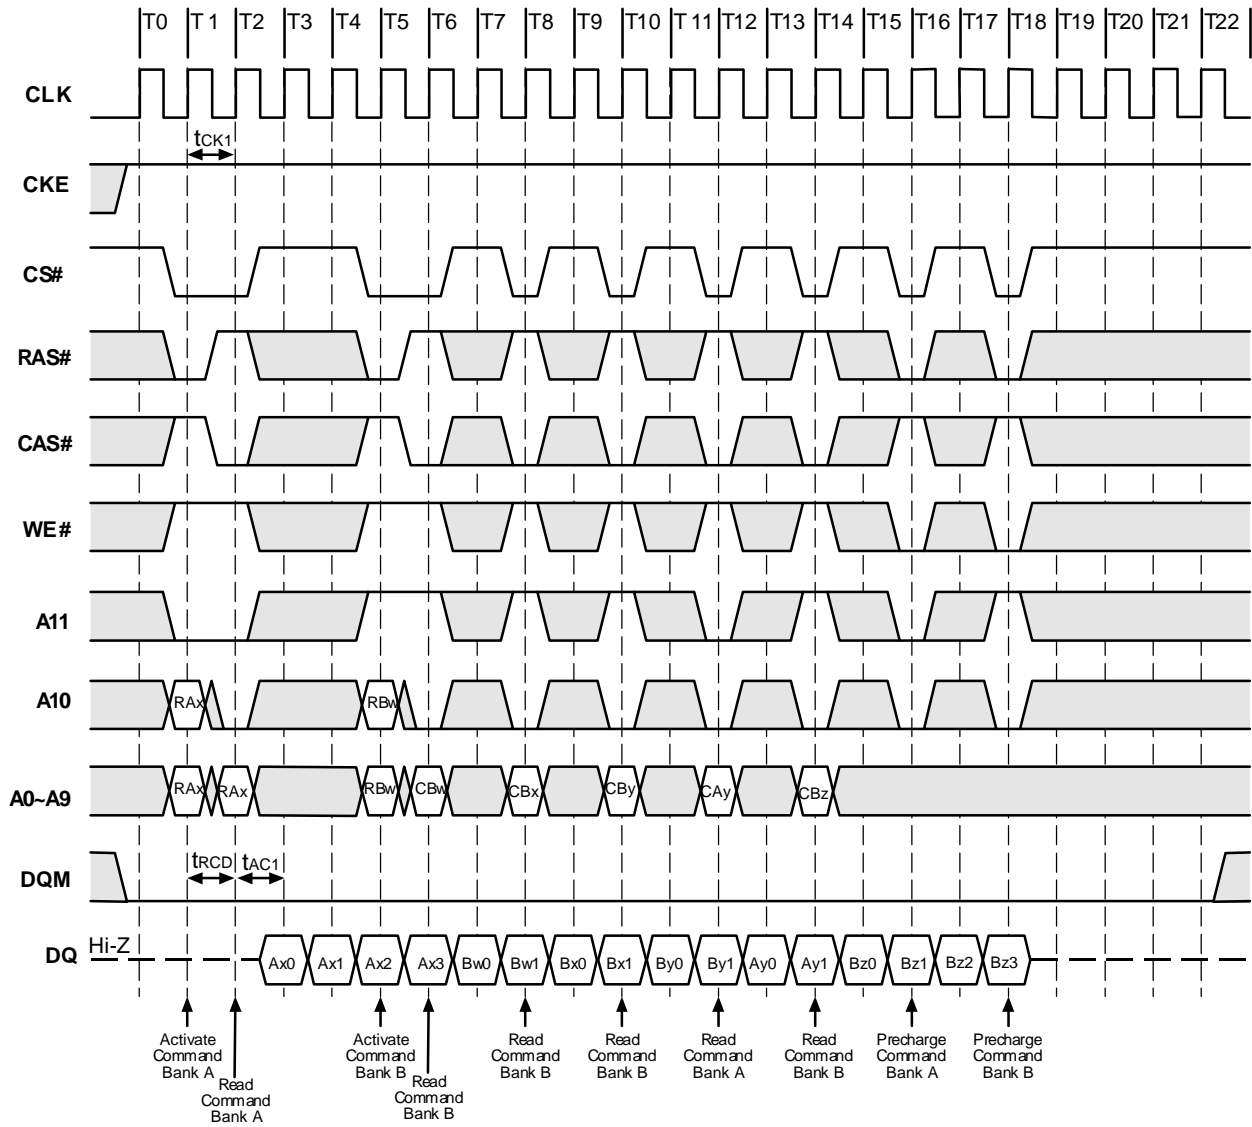 T0 T 1 T2 T3 T4 T5 T6 T7 T8 T9 T10 T 11 T12 T13 T14 T15 T16 T17 T18 T19 T20 T21 T22
CLK
tCK1
CKE
CS#
RAS#
CAS#
WE#
A11
A10 RAx RBw
A0~A9 RAx RAx RBw CBw CBx CBy CAy CBz
DQM tRCD tAC1
DQ Hi-Z Ax0 Ax1 Ax2 Ax3 Bw0 Bw1 Bx0 Bx1 By0 By1 Ay0 Ay1 Bz0 Bz1 Bz2 Bz3
Activate
Command
Bank A
Read
Command
Bank A
Activate
Command
Bank B
Read
Command
Bank B
Read
Command
Bank B
Read
Command
Bank B
Read
Command
Bank A
Read
Command
Bank B
Precharge
Command
Bank A
Precharge
Command
Bank B